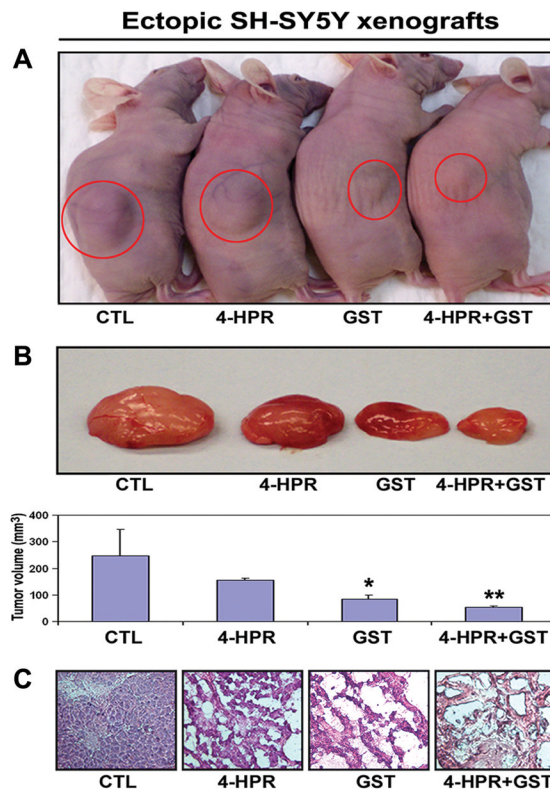 Ectopic SH-SY5Y xenografts
A
CTL 4-HPR GST 4-HPR+GST
B
CTL 4-HPR GST 4-HPR+GST
Tumor volume (mm³)
400
300
200
100
0
* **
CTL 4-HPR GST 4-HPR+GST
C
CTL 4-HPR GST 4-HPR+GST